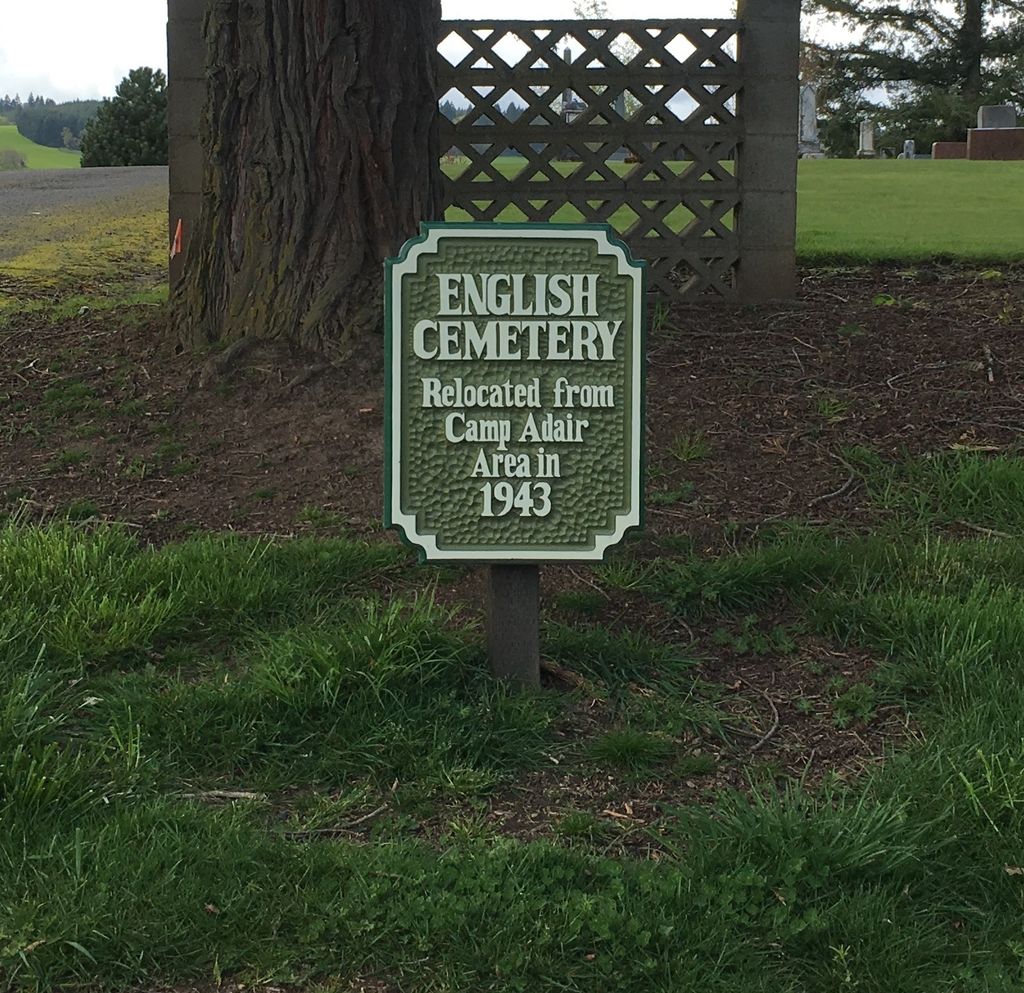 ENGLISH
CEMETERY
Relocated from
Camp Adair
Area in
1943